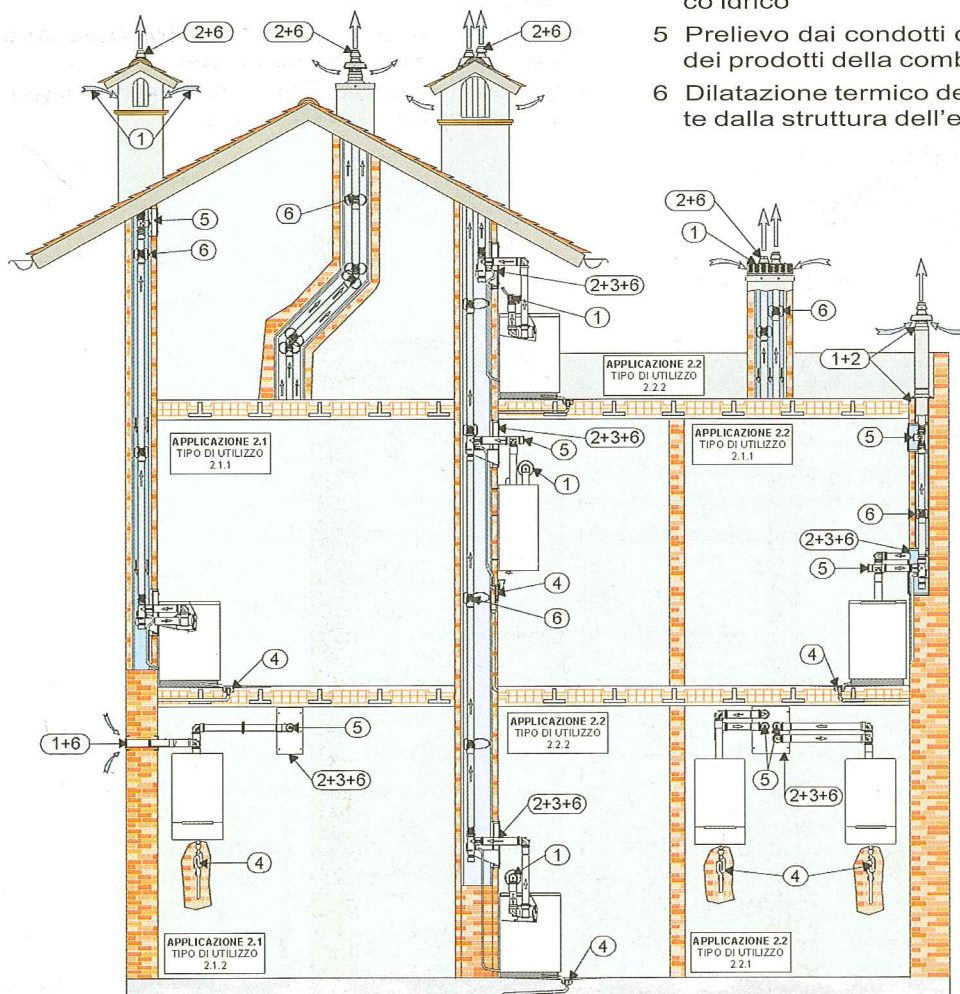 co idrico
5 Prelievo dai condotti
dei prodotti della comb
6 Dilatazione termico de
te dalla struttura dell'e
2+6
2+6
2+6
1
5
6
6
2+6
1
2+3+6
1
6
1+2
APPLICAZIONE 2.2
TIPO DI UTILIZZO
2.2.2
APPLICAZIONE 2.1
TIPO DI UTILIZZO
2.1.1
2+3+6
5
1
APPLICAZIONE 2.2
TIPO DI UTILIZZO
2.1.1
5
6
2+3+6
5
4
6
4
4
1+6
5
2+3+6
APPLICAZIONE 2.2
TIPO DI UTILIZZO
2.2.2
5
2+3+6
2+3+6
4
1
4
APPLICAZIONE 2.1
TIPO DI UTILIZZO
2.1.2
4
APPLICAZIONE 2.2
TIPO DI UTILIZZO
2.2.1